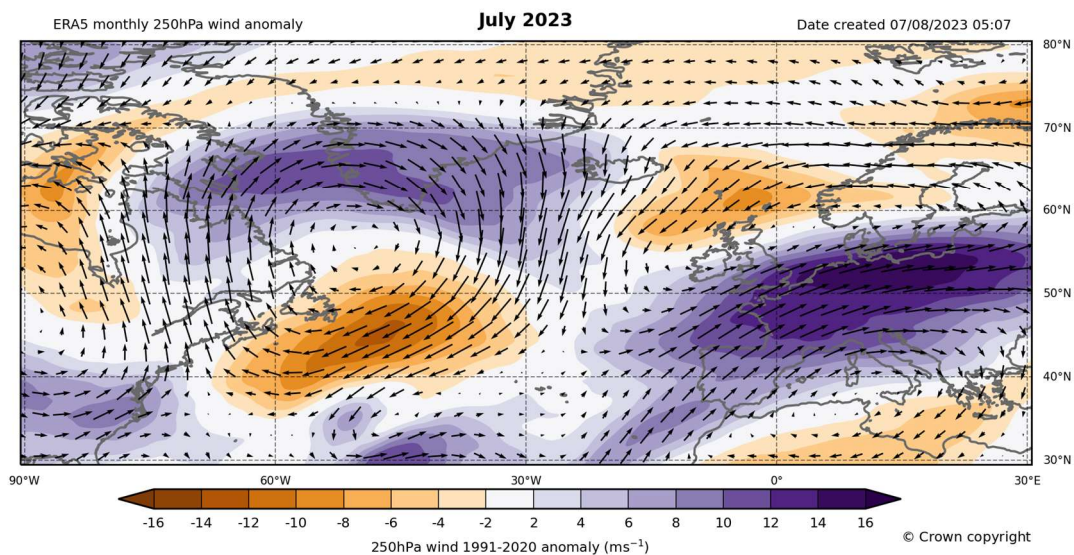 ERA5 monthly 250hPa wind anomaly
July 2023
Date created 07/08/2023 05:07
80°N
70°N
60°N
50°N
40°N
30°N
90°W 60°W 30°W 0° 30°E
-16 -14 -12 -10 -8 -6 -4 -2 2 4 6 8 10 12 14 16
250hPa wind 1991-2020 anomaly (ms⁻¹)
© Crown copyright